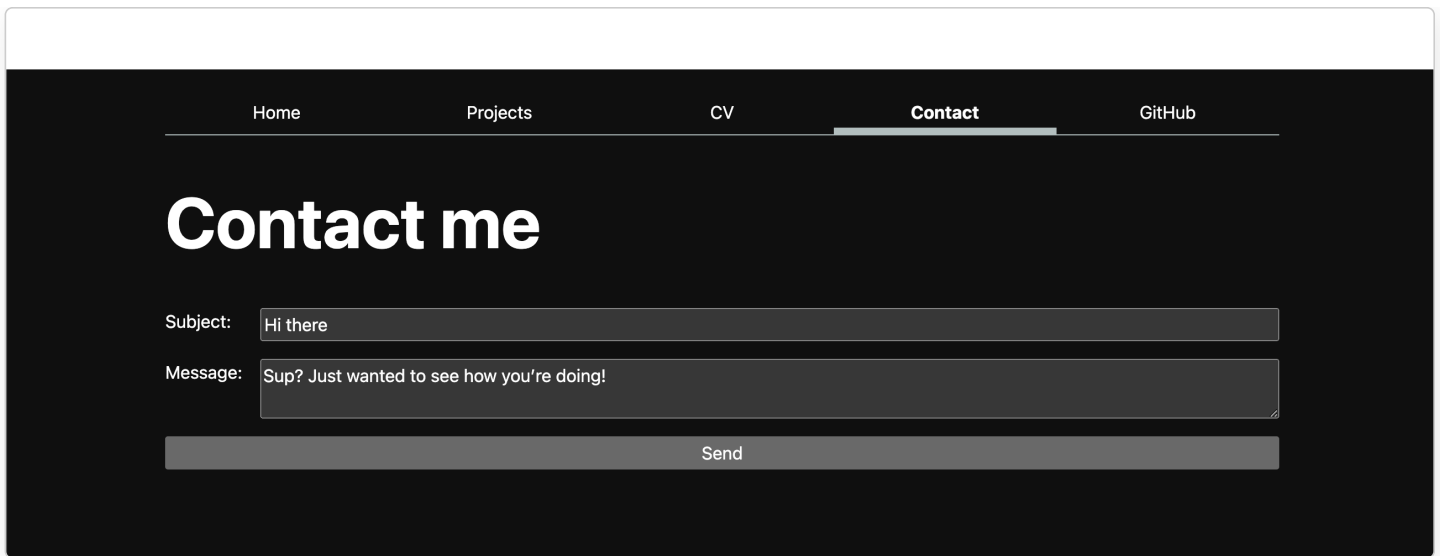 Home Projects CV Contact GitHub
Contact me
Subject: Hi there
Message: Sup? Just wanted to see how you’re doing!
Send